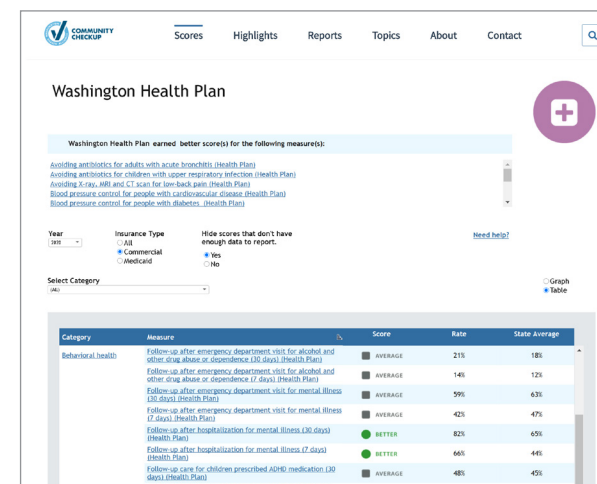 COMMUNITY
CHECKUP
Scores Highlights Reports Topics About Contact
Washington Health Plan
Washington Health Plan earned better score(s) for the following measure(s):
Avoiding antibiotics for adults with acute bronchitis (Health Plan)
Avoiding antibiotics for children with upper respiratory infection (Health Plan)
Avoiding X-ray, MRI and CT scan for low-back pain (Health Plan)
Blood pressure control for people with cardiovascular disease (Health Plan)
Blood pressure control for people with diabetes (Health Plan)
Year Insurance Type Hide scores that don't have
enough data to report. Need help?
2020 All
Commercial Yes
Medicaid No
Select Category Graph
(All) Table
Category Measure Score Rate State Average
Behavioral health Follow-up after emergency department visit for alcohol and
other drug abuse or dependence (30 days) (Health Plan) AVERAGE 21% 18%
Follow-up after emergency department visit for alcohol and
other drug abuse or dependence (7 days) (Health Plan) AVERAGE 14% 12%
Follow-up after emergency department visit for mental illness
(30 days) (Health Plan) AVERAGE 59% 63%
Follow-up after emergency department visit for mental illness
(7 days) (Health Plan) AVERAGE 42% 47%
Follow-up after hospitalization for mental illness (30 days)
(Health Plan) BETTER 82% 65%
Follow-up after hospitalization for mental illness (7 days)
(Health Plan) BETTER 66% 44%
Follow-up care for children prescribed ADHD medication (30
days) (Health Plan) AVERAGE 48% 45%